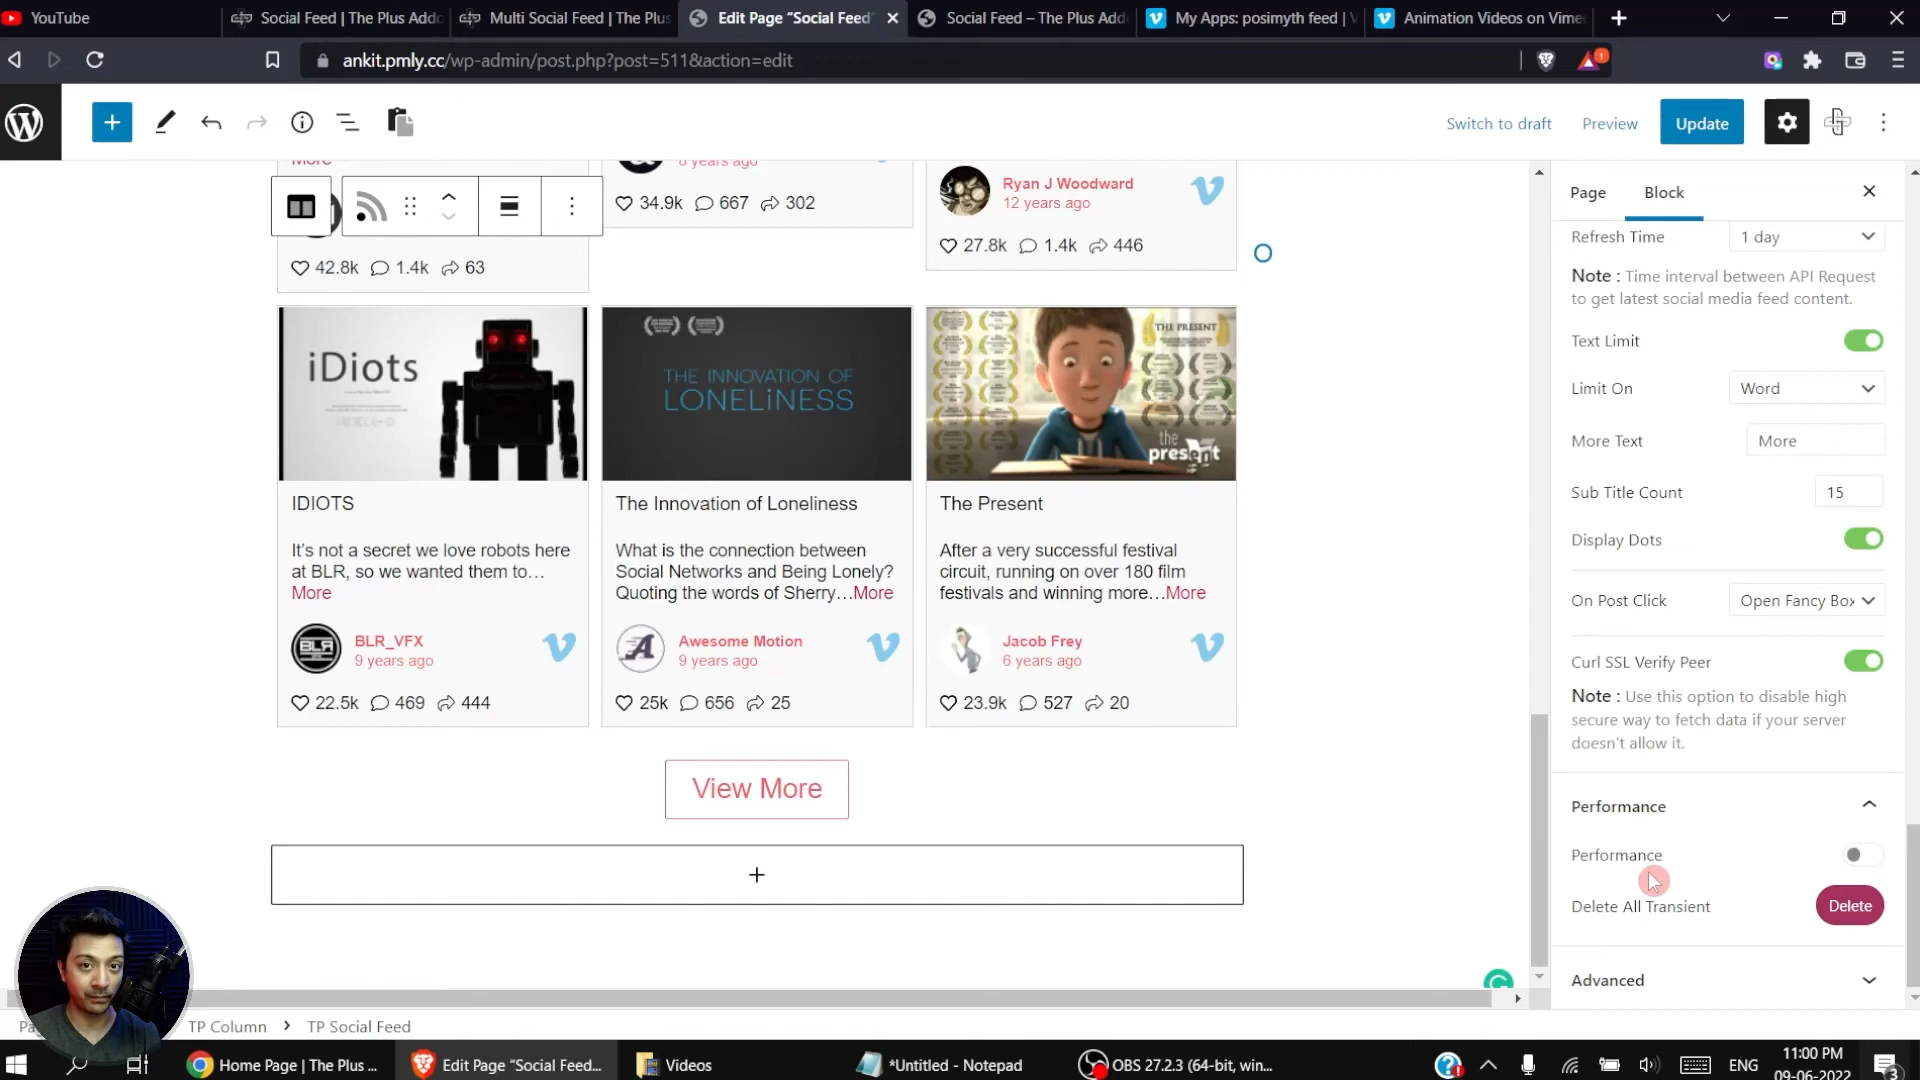 YouTube
Social Feed | The Plus Addo
Multi Social Feed | The Plus
Edit Page “Social Feed”
Social Feed – The Plus Add
My Apps: posimyth feed | V
Animation Videos on Vime
ankit.pmly.cc/wp-admin/post.php?post=511&action=edit
1
Switch to draft
Preview
Update
More
8 years ago
34.9k 667 302
Ryan J Woodward
12 years ago
27.8k 1.4k 446
42.8k 1.4k 63
iDiots
THE INNOVATION OF
LONELINESS
THE PRESENT
the
present
IDIOTS
It's not a secret we love robots here
at BLR, so we wanted them to…
More
BLR
BLR_VFX
9 years ago
22.5k 469 444
The Innovation of Loneliness
What is the connection between
Social Networks and Being Lonely?
Quoting the words of Sherry…More
Awesome Motion
9 years ago
25k 656 25
The Present
After a very successful festival
circuit, running on over 180 film
festivals and winning more…More
Jacob Frey
6 years ago
23.9k 527 20
View More
Page
Block
Refresh Time 1 day
Note : Time interval between API Request
to get latest social media feed content.
Text Limit
Limit On Word
More Text More
Sub Title Count 15
Display Dots
On Post Click Open Fancy Box
Curl SSL Verify Peer
Note : Use this option to disable high
secure way to fetch data if your server
doesn't allow it.
Performance
Performance
Delete All Transient Delete
Advanced
TP Column
TP Social Feed
Home Page | The Plus ...
Edit Page “Social Feed...
Videos
*Untitled - Notepad
OBS 27.2.3 (64-bit, win...
ENG
11:00 PM
09-06-2022
3